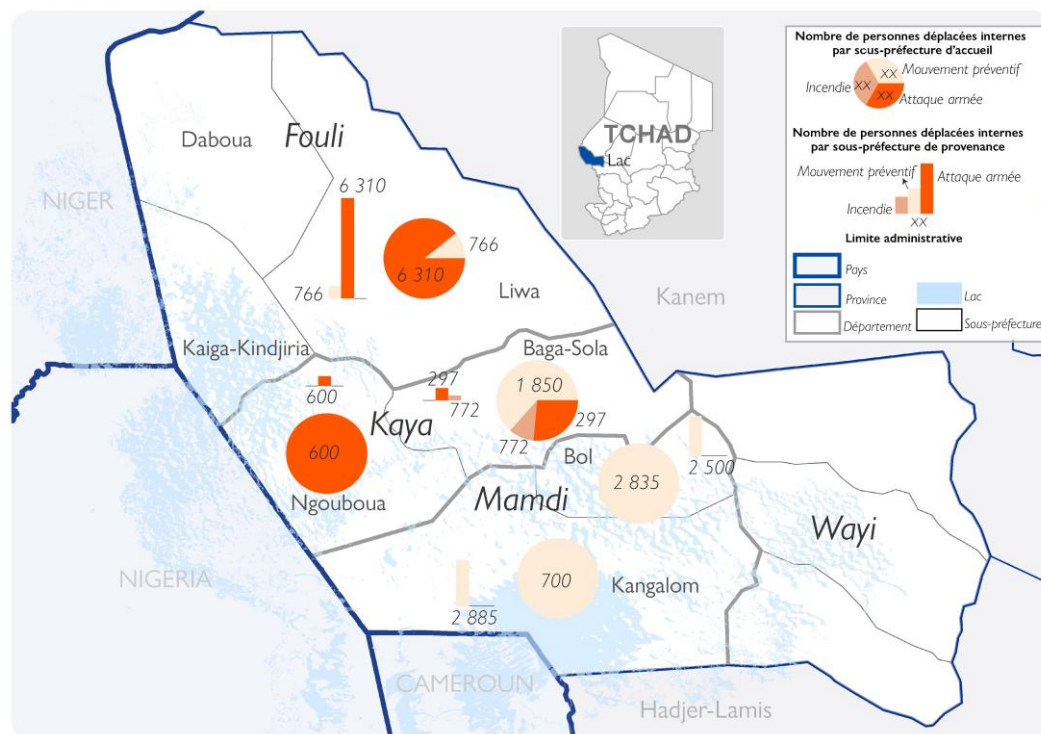 Nombre de personnes déplacées internes
par sous-préfecture d'accueil
XX
Mouvement préventif
Incendie
XX
XX
Attaque armée
Nombre de personnes déplacées internes
par sous-préfecture de provenance
Mouvement préventif
Attaque armée
Incendie
XX
Limite administrative
Pays
Province
Lac
Département
Sous-préfecture
TCHAD
Lac
Daboua
Fouli
NIGER
6 310
766
6 310
766
Liwa
Kanem
Kaiga-Kindjiria
Baga-Sola
600
297
772
1 850
297
772
Kaya
600
Ngouboua
Bol
2 835
2 500
Mamdi
Wayi
NIGERIA
700
Kangalom
2 885
CAMEROUN
Hadjer-Lamis